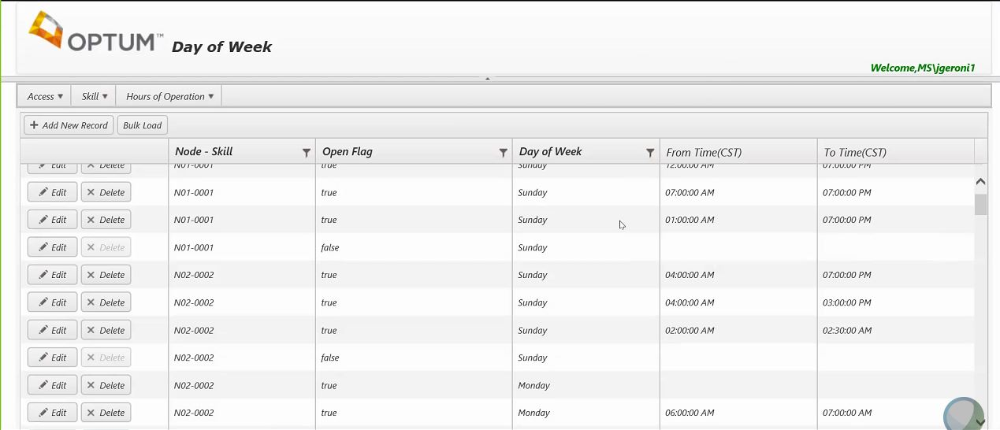 OPTUM™ Day of Week
Welcome,MS\jgeroni1
Access Skill Hours of Operation
Add New Record Bulk Load
Node - Skill Open Flag Day of Week From Time(CST) To Time(CST)
Edit Delete N01-0001 true Sunday 12:00:00 AM 07:00:00 PM
Edit Delete N01-0001 true Sunday 07:00:00 AM 07:00:00 PM
Edit Delete N01-0001 true Sunday 01:00:00 AM 07:00:00 PM
Edit Delete N01-0001 false Sunday
Edit Delete N02-0002 true Sunday 04:00:00 AM 07:00:00 PM
Edit Delete N02-0002 true Sunday 04:00:00 AM 03:00:00 PM
Edit Delete N02-0002 true Sunday 02:00:00 AM 02:30:00 AM
Edit Delete N02-0002 false Sunday
Edit Delete N02-0002 true Monday
Edit Delete N02-0002 true Monday 06:00:00 AM 07:00:00 AM